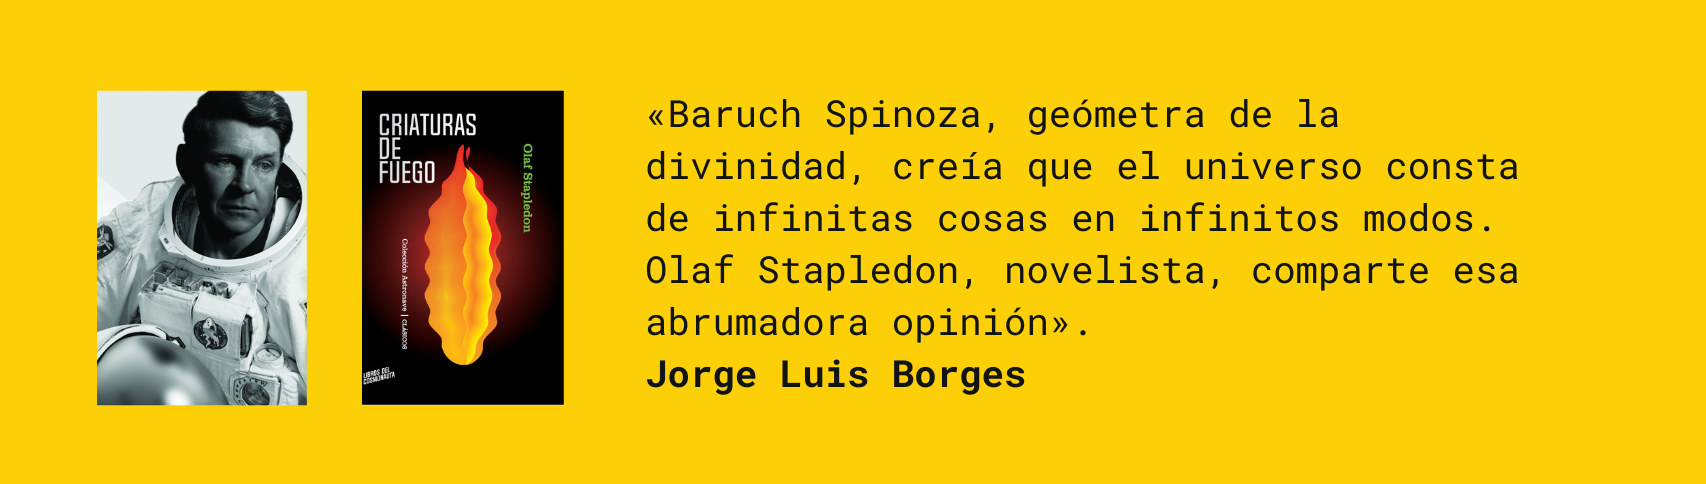 CRIATURAS
DE
FUEGO
Olaf Stapledon
Colección Astronave | CLÁSICOS
LIBROS DEL
COSMONAUTA
«Baruch Spinoza, geómetra de la
divinidad, creía que el universo consta
de infinitas cosas en infinitos modos.
Olaf Stapledon, novelista, comparte esa
abrumadora opinión».
Jorge Luis Borges